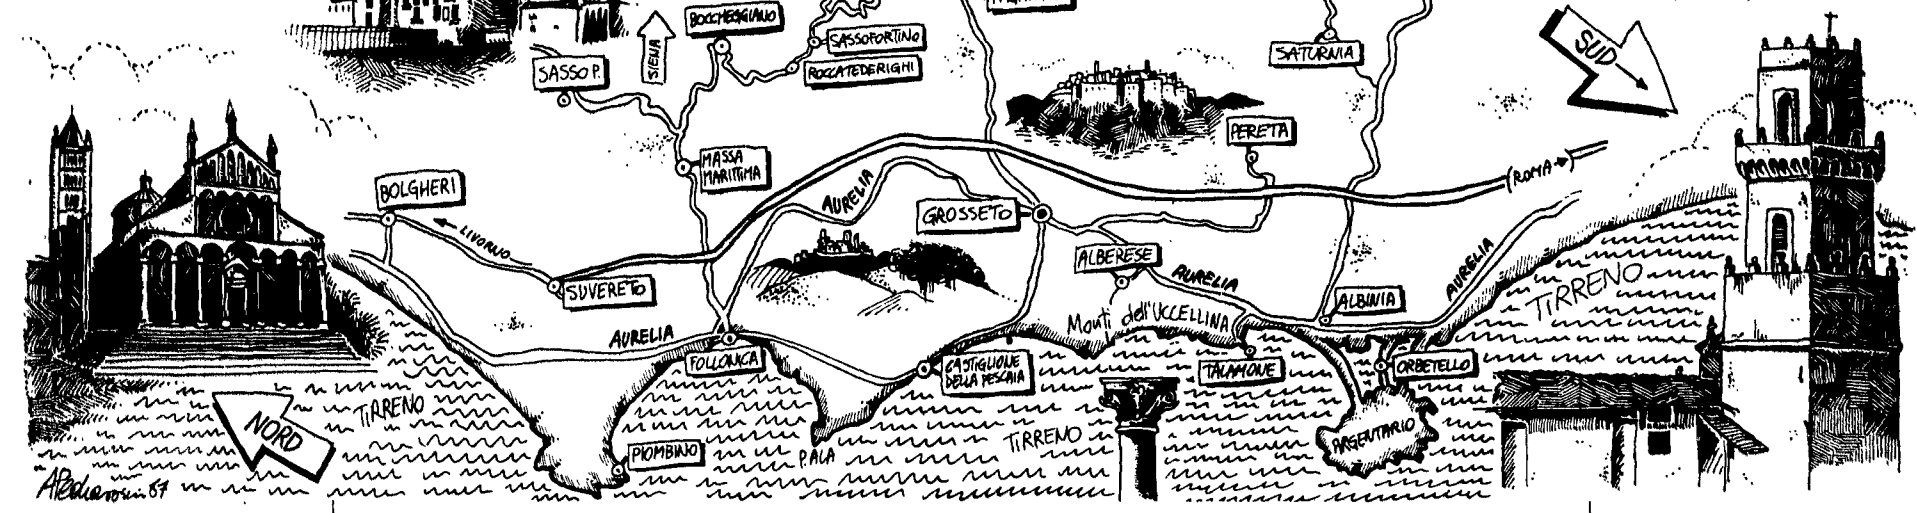 BOCCHEGGIANO
SIENA
SASSOFORTINO
ROCCATEDERIGHI
SASSO P.
SATURNIA
SUD
PERETA
MASSA
MARITTIMA
BOLGHERI
LIVORNO
AURELIA
GROSSETO
(ROMA →)
SUVERETO
ALBERESE
AURELIA
ALBINIA
AURELIA
TIRRENO
AURELIA
Monti dell'UCCELLINA
FOLLONICA
CASTIGLIONE
DELLA PESCAIA
TALAMONE
ORBETELLO
NORD
TIRRENO
PIOMBINO
P. ALA
TIRRENO
ARGENTARIO